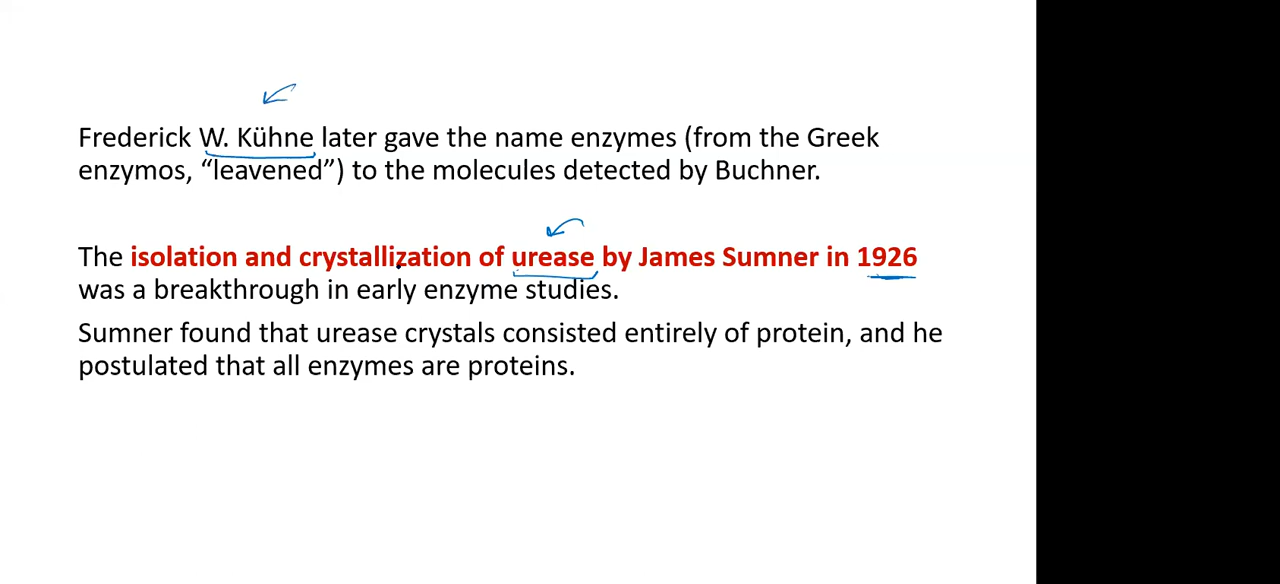 Frederick W. Kühne later gave the name enzymes (from the Greek
enzymos, “leavened”) to the molecules detected by Buchner.
The isolation and crystallization of urease by James Sumner in 1926
was a breakthrough in early enzyme studies.
Sumner found that urease crystals consisted entirely of protein, and he
postulated that all enzymes are proteins.